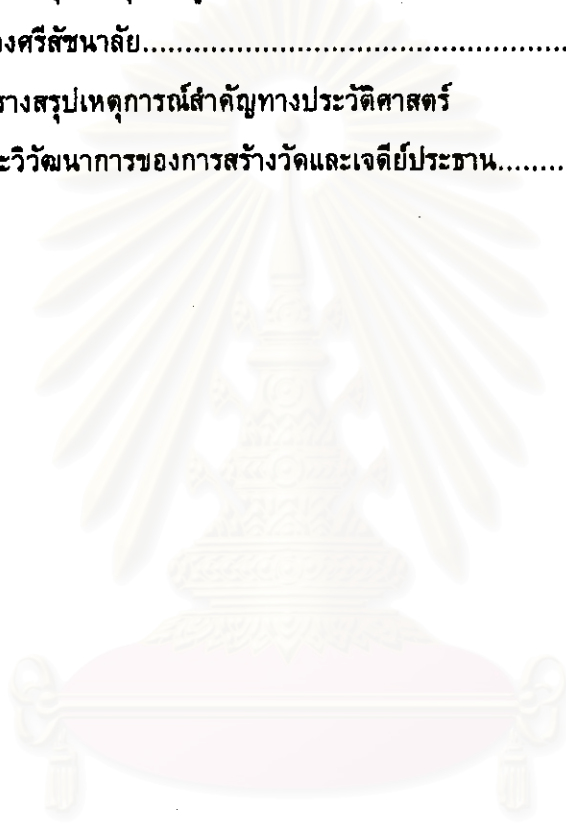 งศรีสัชนาลัย..................................................
รางสรุปเหตุการณ์สำคัญทางประวัติศาสตร์
ะวิวัฒนาการของการสร้างวัดและเจดีย์ประธาน........